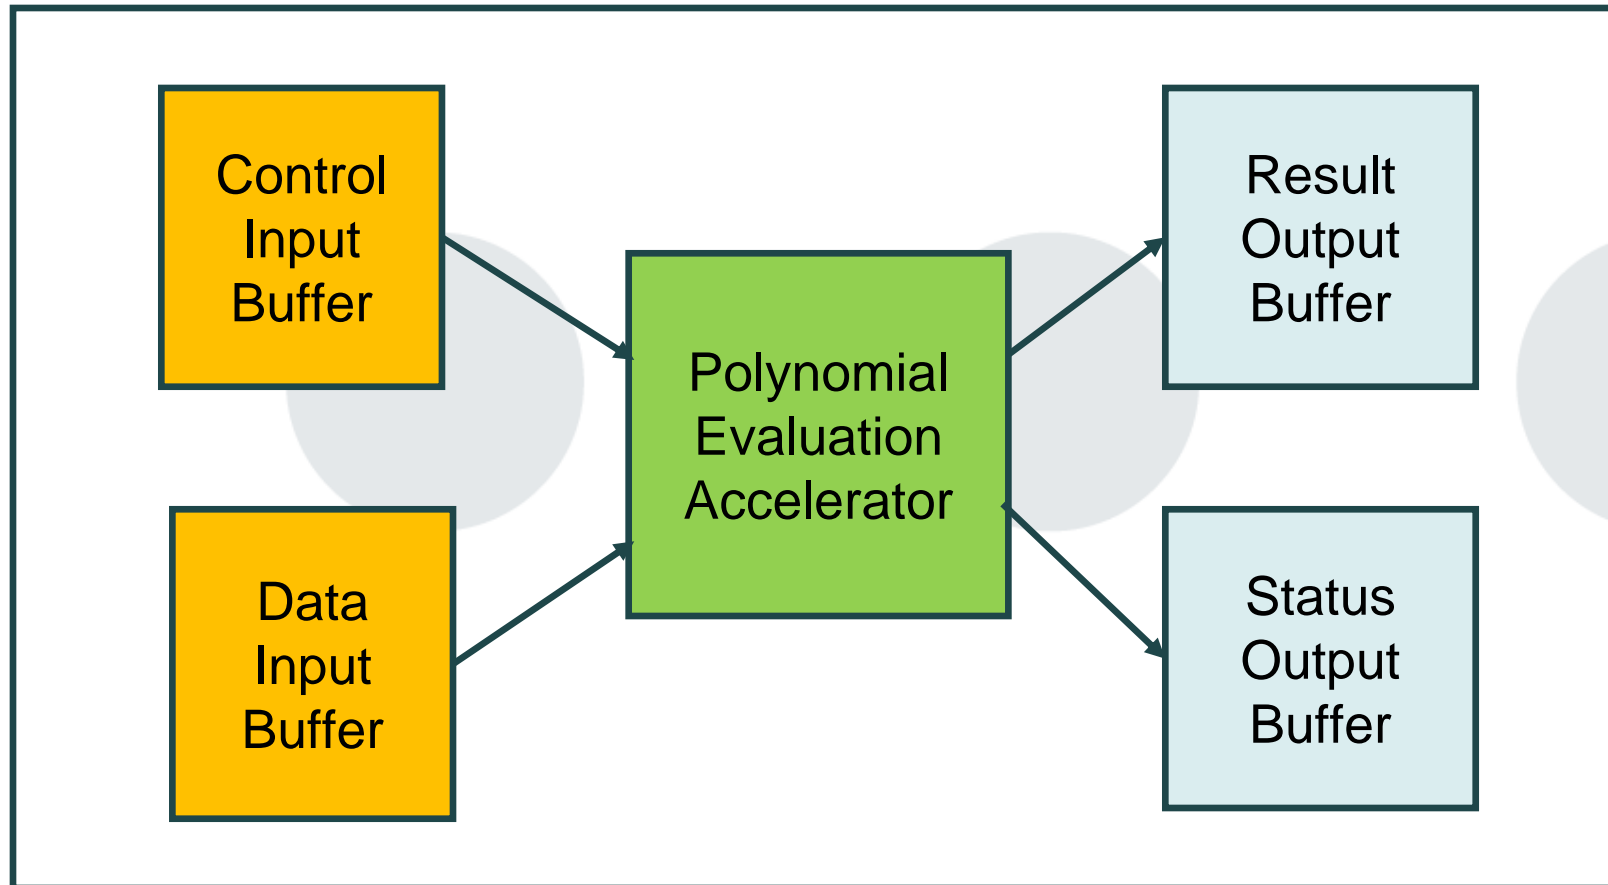 Control
Input
Buffer
Data
Input
Buffer
Polynomial
Evaluation
Accelerator
Result
Output
Buffer
Status
Output
Buffer